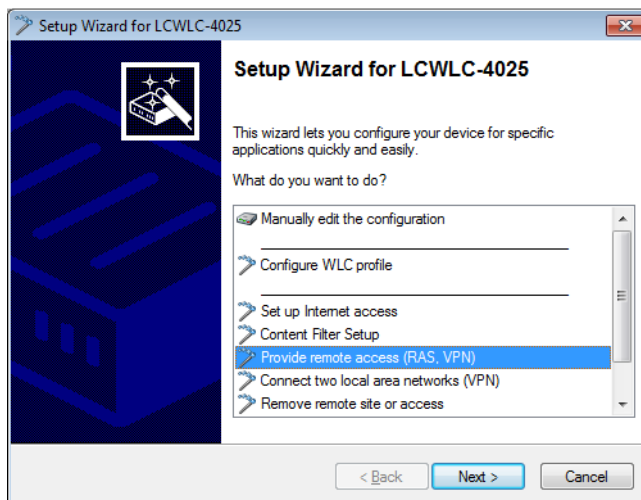 Setup Wizard for LCWLC-4025
Setup Wizard for LCWLC-4025
This wizard lets you configure your device for specific
applications quickly and easily.
What do you want to do?
Manually edit the configuration
Configure WLC profile
Set up Internet access
Content Filter Setup
Provide remote access (RAS, VPN)
Connect two local area networks (VPN)
Remove remote site or access
< Back
Next >
Cancel